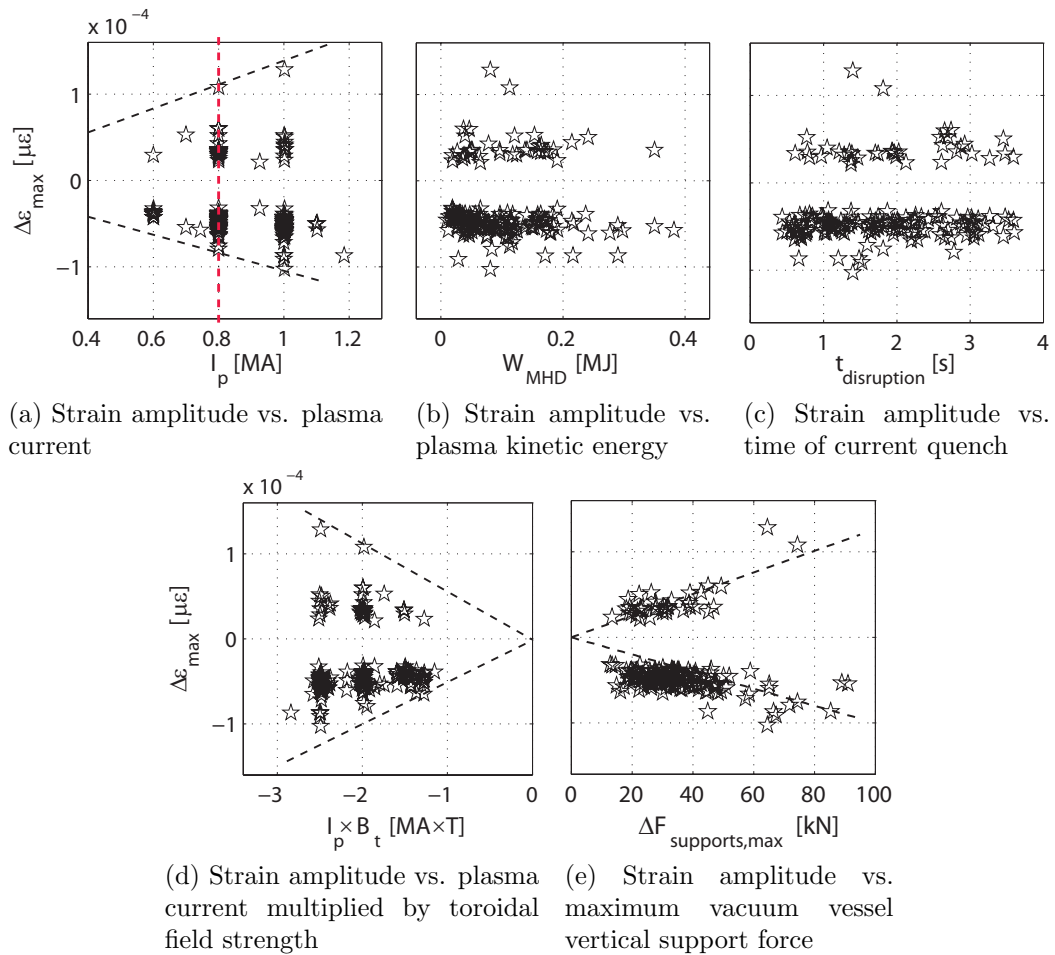 x 10⁻⁴
1
0
−1
Δε_max [με]
0.4 0.6 0.8 1 1.2
I_p [MA]
0 0.2 0.4
W_MHD [MJ]
0 1 2 3 4
t_disruption [s]
(a) Strain amplitude vs. plasma
current
(b) Strain amplitude vs.
plasma kinetic energy
(c) Strain amplitude vs.
time of current quench
x 10⁻⁴
1
0
−1
Δε_max [με]
−3 −2 −1 0
I_p × B_t [MA×T]
0 20 40 60 80 100
ΔF_supports,max [kN]
(d) Strain amplitude vs. plasma
current multiplied by toroidal
field strength
(e) Strain amplitude vs.
maximum vacuum vessel
vertical support force